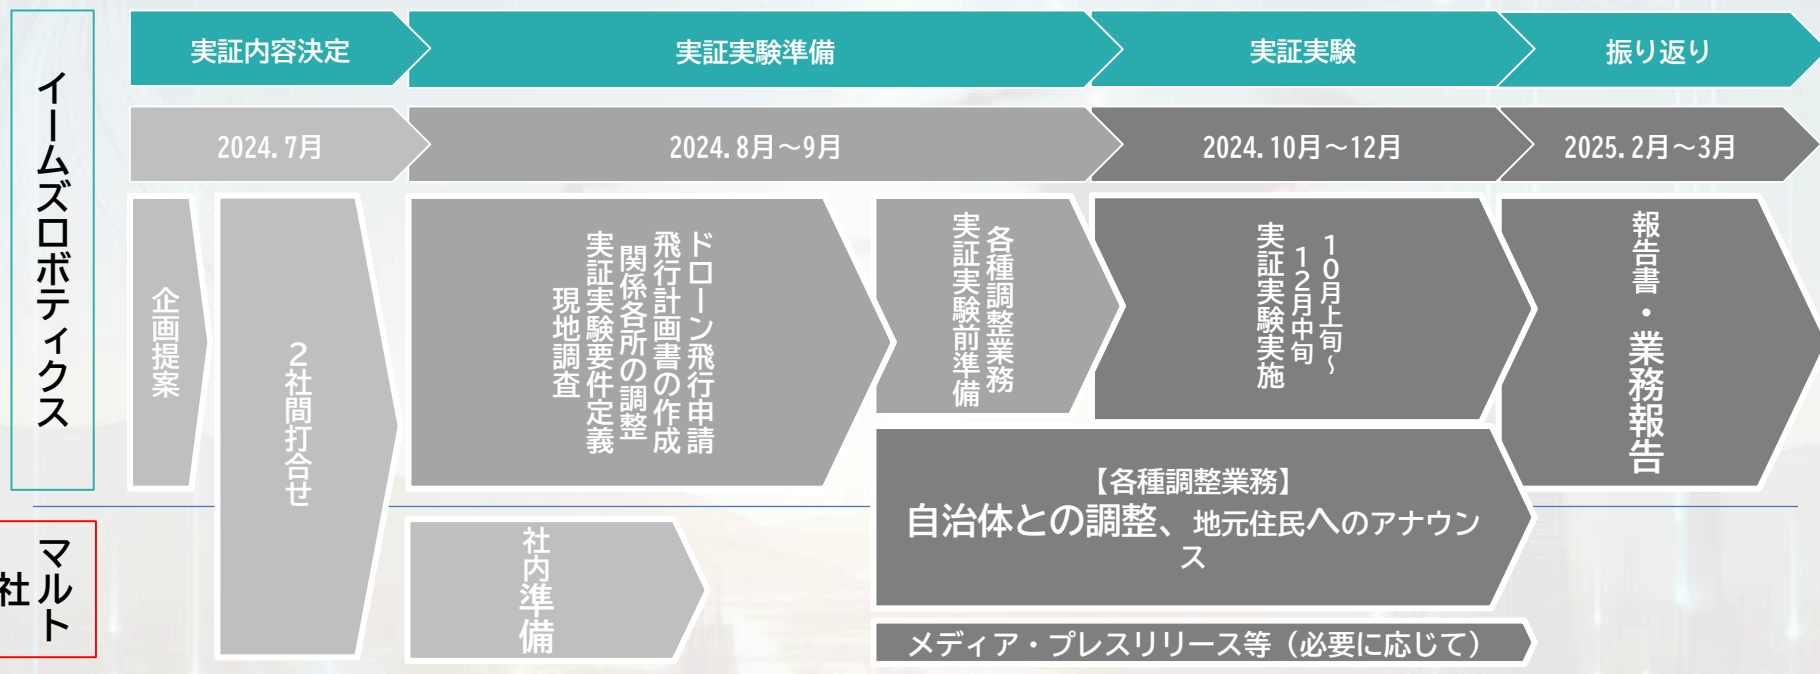 イームズロボティクス
実証内容決定
実証実験準備
実証実験
振り返り
2024.7月
2024.8月～9月
2024.10月～12月
2025.2月～3月
企画提案
２社間打合せ
ドローン飛行申請
飛行計画書の作成
関係各所の調整
実証実験要件定義
現地調査
各種調整業務
実証実験前準備
１０月上旬～
１２月中旬
実証実験実施
報告書・業務報告
マルト
社
社内準備
【各種調整業務】
自治体との調整、地元住民へのアナウン
ス
メディア・プレスリリース等（必要に応じて）